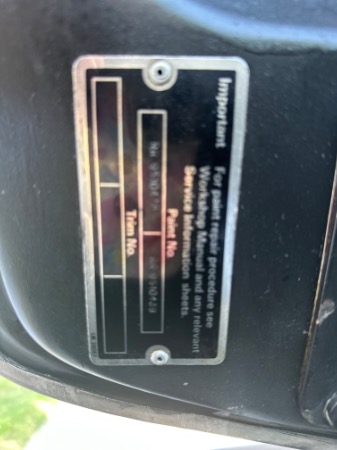 Important
For paint repair procedure see
Workshop Manual and any relevant
Service Information sheets.
Paint No
Trim No.